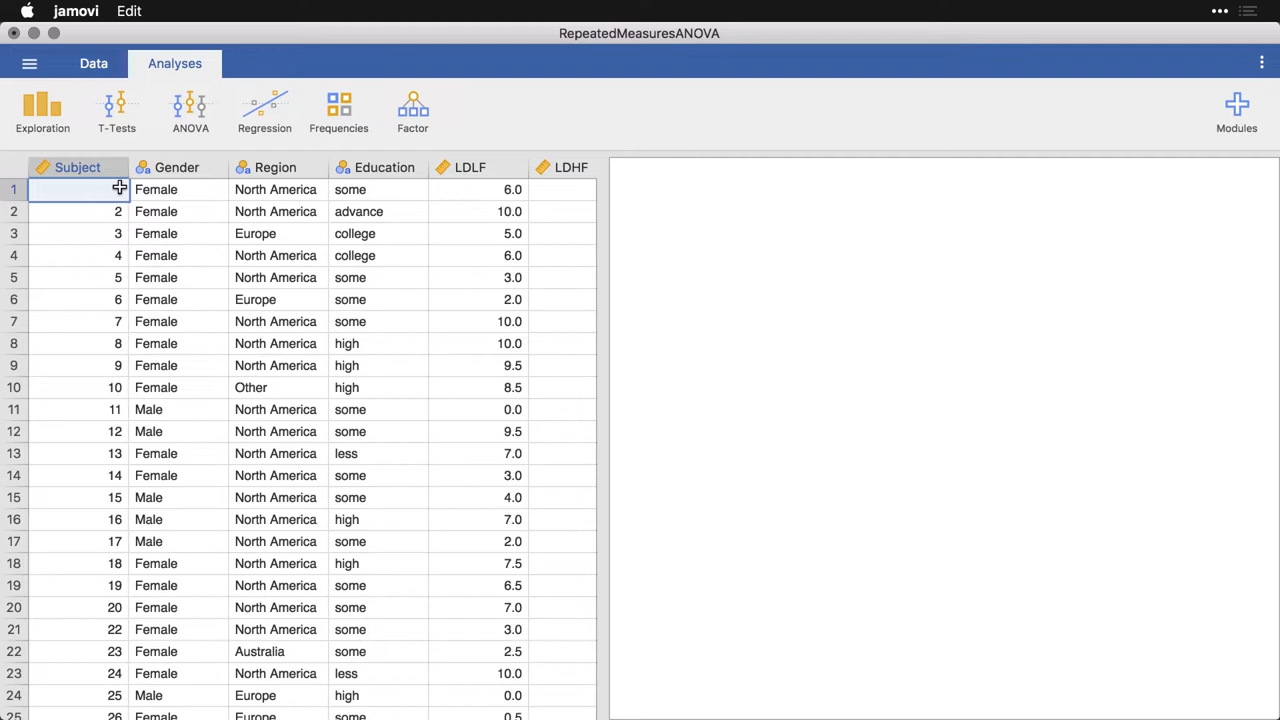 jamovi Edit
RepeatedMeasuresANOVA
Data Analyses
Exploration T-Tests ANOVA Regression Frequencies Factor Modules
Subject Gender Region Education LDLF LDHF
1 Female North America some 6.0
2 2 Female North America advance 10.0
3 3 Female Europe college 5.0
4 4 Female North America college 6.0
5 5 Female North America some 3.0
6 6 Female Europe some 2.0
7 7 Female North America some 10.0
8 8 Female North America high 10.0
9 9 Female North America high 9.5
10 10 Female Other high 8.5
11 11 Male North America some 0.0
12 12 Male North America some 9.5
13 13 Female North America less 7.0
14 14 Female North America some 3.0
15 15 Male North America some 4.0
16 16 Male North America high 7.0
17 17 Male North America some 2.0
18 18 Female North America high 7.5
19 19 Female North America some 6.5
20 20 Female North America some 7.0
21 22 Female North America some 3.0
22 23 Female Australia some 2.5
23 24 Female North America less 10.0
24 25 Male Europe high 0.0
25 26 Female Europe some 0.5